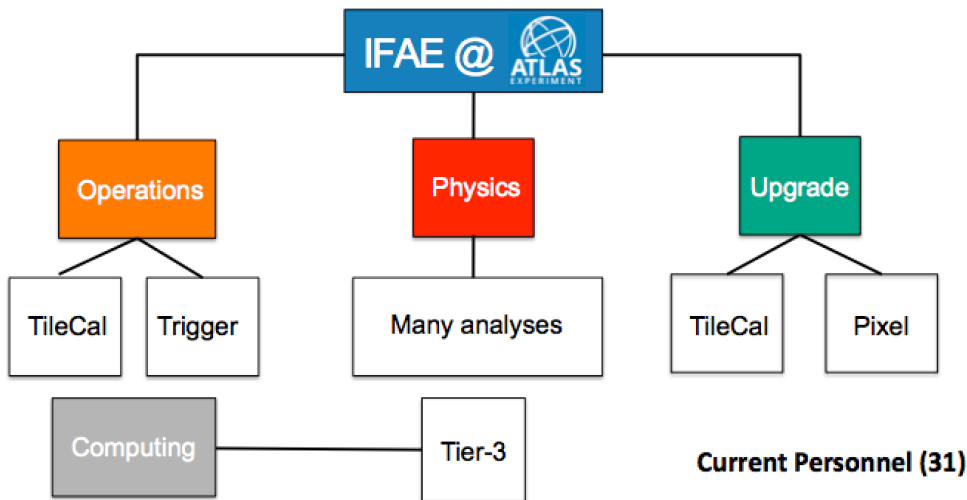 IFAE @ ATLAS
EXPERIMENT
Operations
Physics
Upgrade
TileCal
Trigger
Many analyses
TileCal
Pixel
Computing
Tier-3
Current Personnel (31)